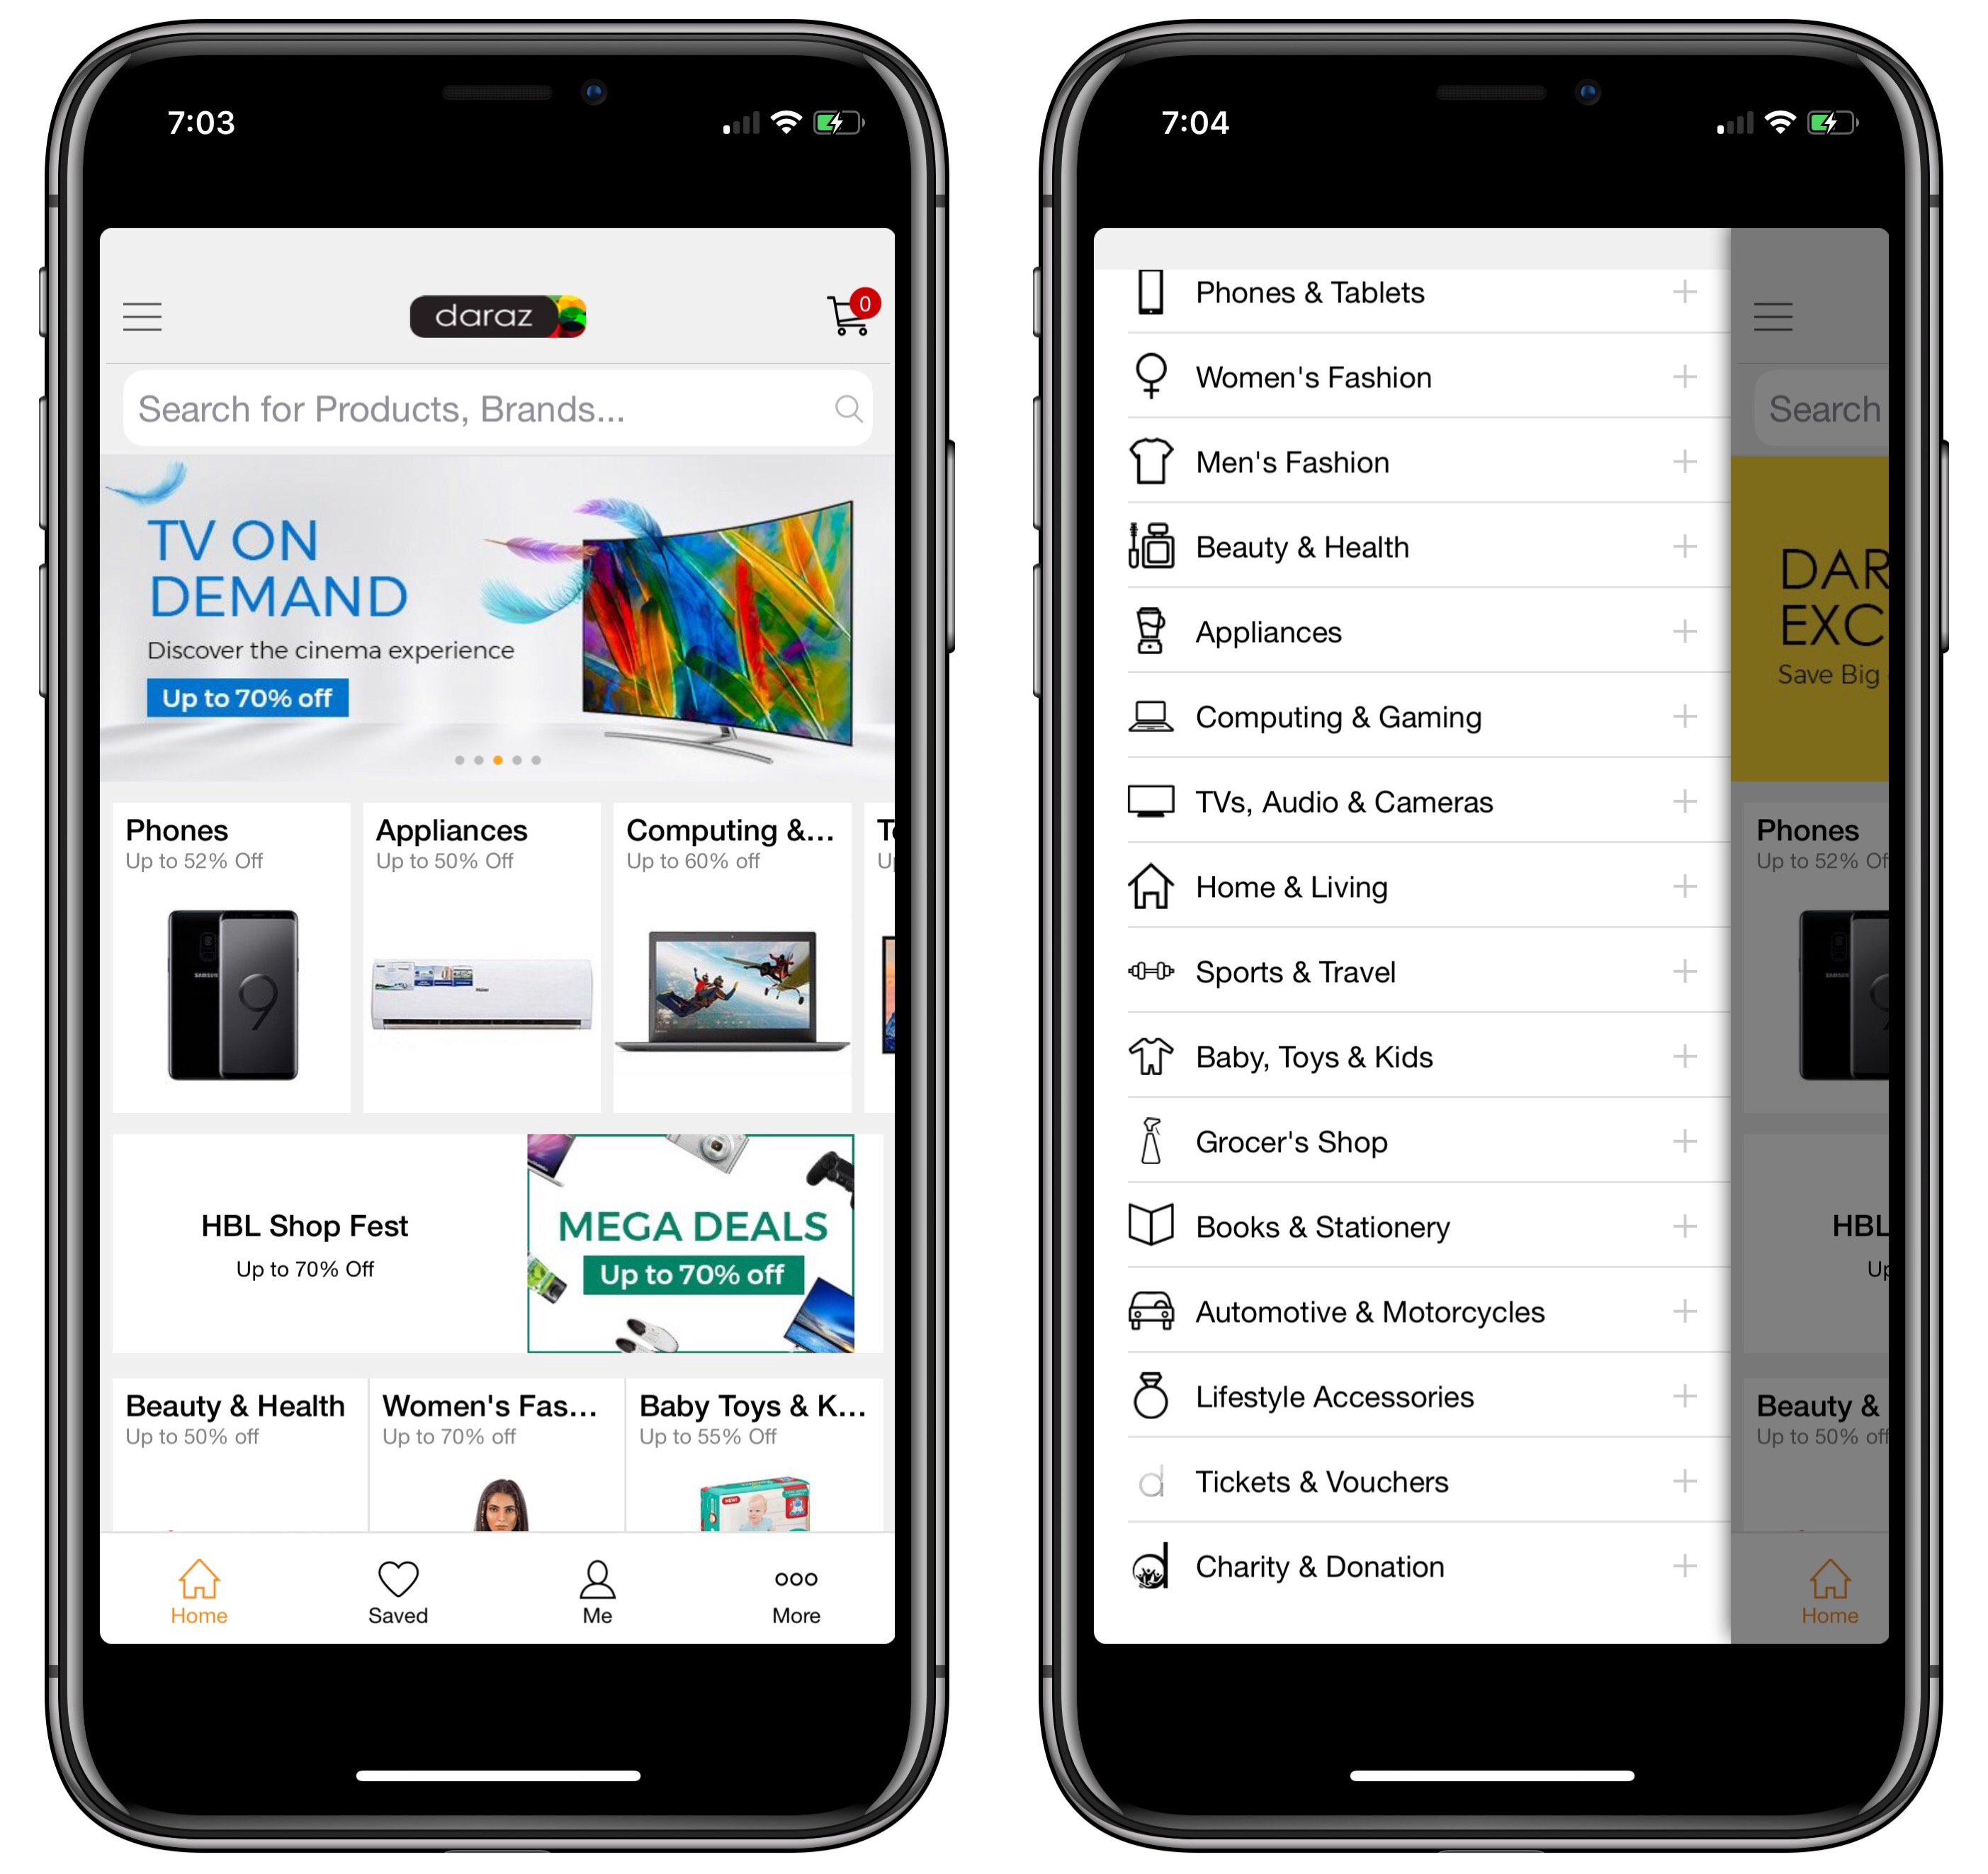 7:03
daraz
0
Search for Products, Brands...
TV ON
DEMAND
Discover the cinema experience
Up to 70% off
Phones
Up to 52% Off
SAMSUNG
9
Appliances
Up to 50% Off
Haier
Computing &...
Up to 60% off
HBL Shop Fest
Up to 70% Off
MEGA DEALS
Up to 70% off
Beauty & Health
Up to 50% off
Women's Fas...
Up to 70% off
Baby Toys & K...
Up to 55% Off
NEW!
Home
Saved
Me
More
7:04
Phones & Tablets
Women's Fashion
Men's Fashion
Beauty & Health
Appliances
Computing & Gaming
TVs, Audio & Cameras
Home & Living
Sports & Travel
Baby, Toys & Kids
Grocer's Shop
Books & Stationery
Automotive & Motorcycles
Lifestyle Accessories
Tickets & Vouchers
Charity & Donation
Search
DAR
EXC
Save Big
Phones
Up to 52% Of
SAMSUNG
HBL
Up
Beauty &
Up to 50% off
Home